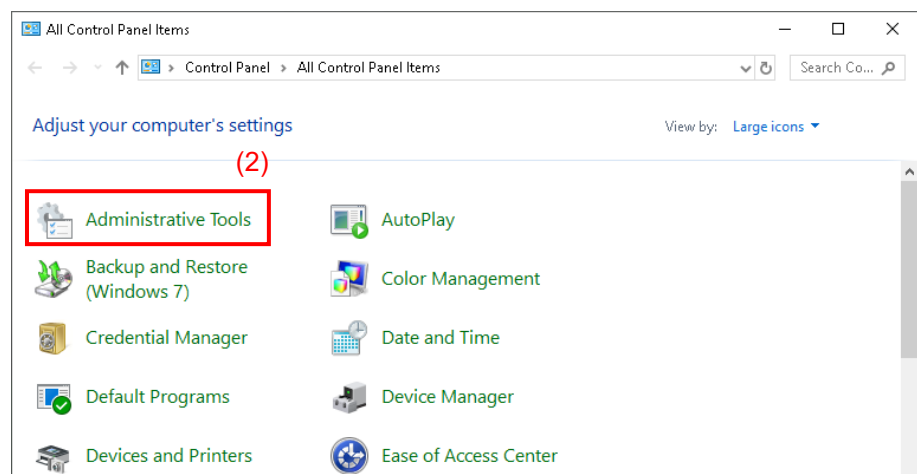 All Control Panel Items
Control Panel > All Control Panel Items
Search Co...
Adjust your computer's settings
View by: Large icons
(2)
Administrative Tools
AutoPlay
Backup and Restore
(Windows 7)
Color Management
Credential Manager
Date and Time
Default Programs
Device Manager
Devices and Printers
Ease of Access Center